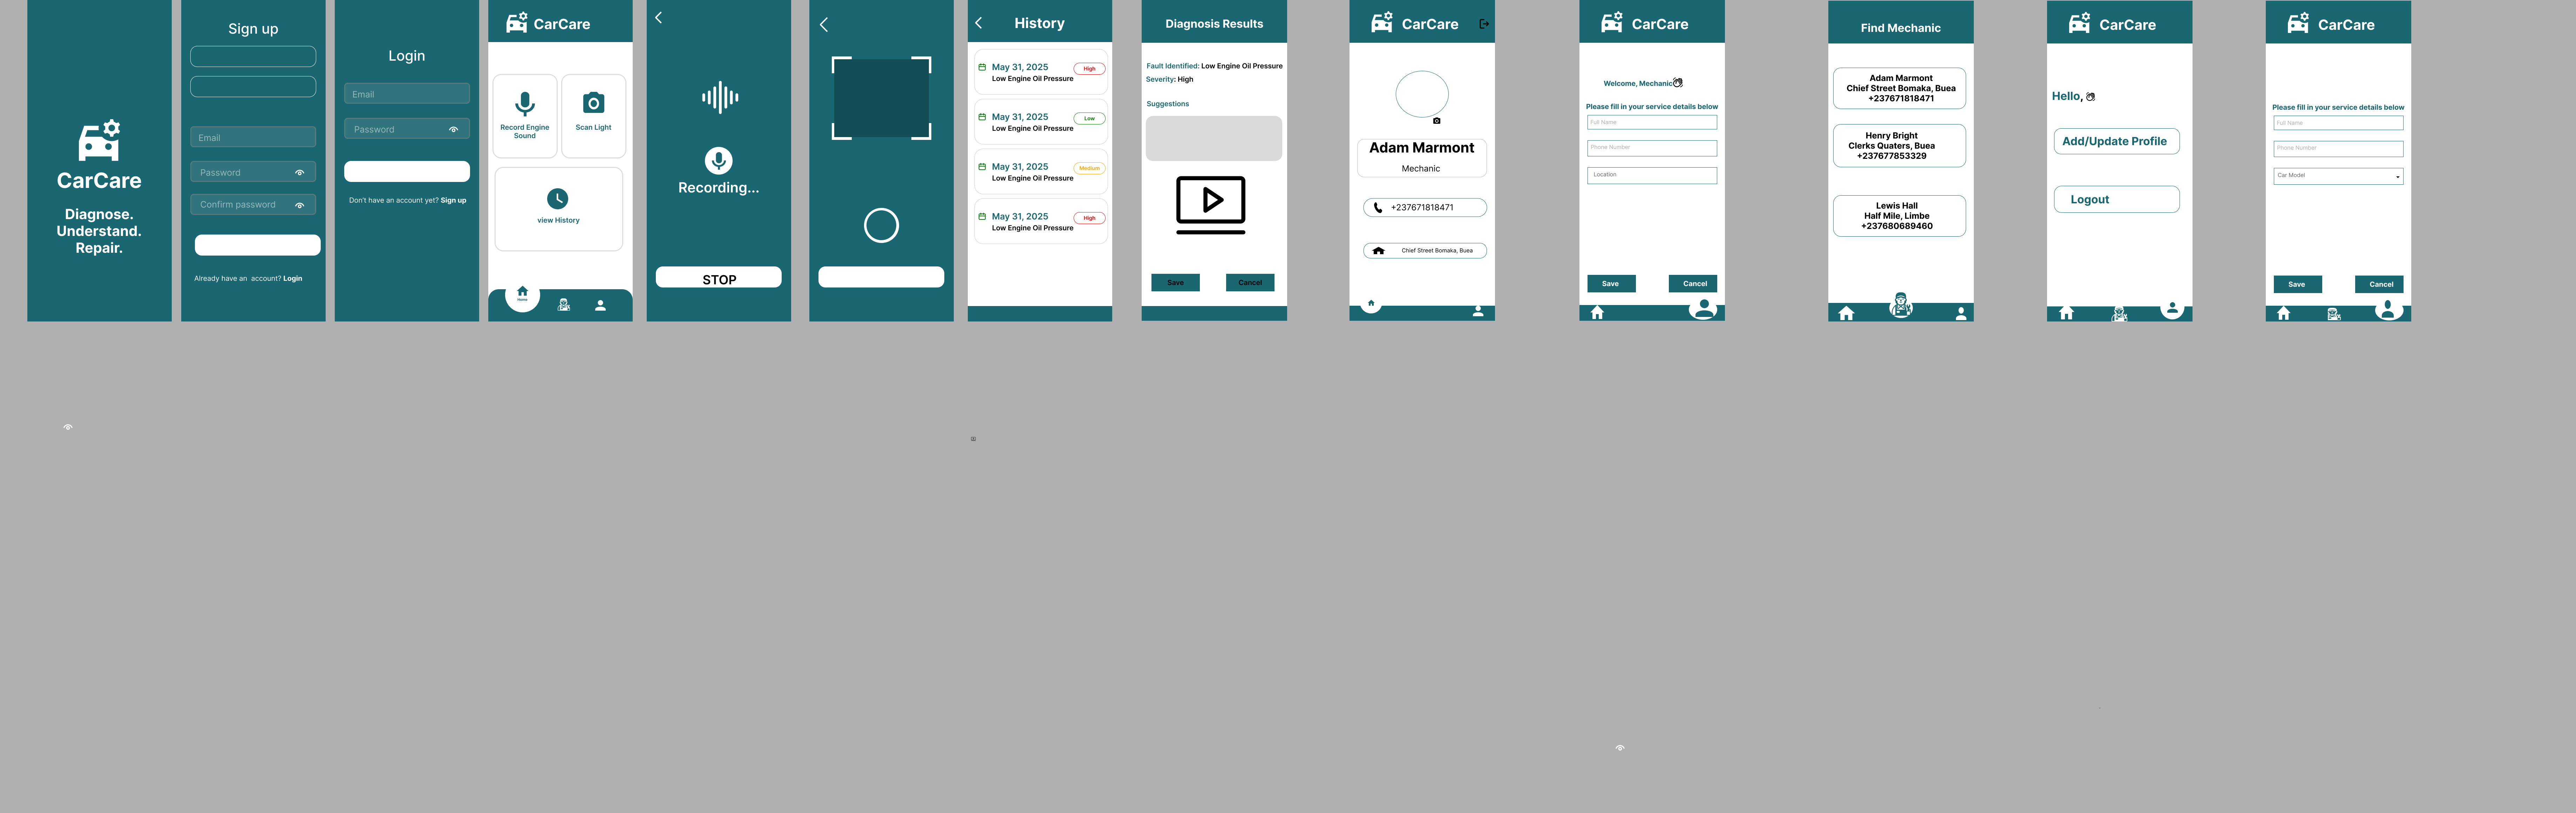 CarCare
Diagnose.
Understand.
Repair.
Sign up
Email
Password
Confirm password
Already have an  account? Login
Login
Email
Password
Don't have an account yet? Sign up
CarCare
Record Engine
Sound
Scan Light
view History
Home
Recording...
STOP
History
May 31, 2025
High
Low Engine Oil Pressure
May 31, 2025
Low
Low Engine Oil Pressure
May 31, 2025
Medium
Low Engine Oil Pressure
May 31, 2025
High
Low Engine Oil Pressure
Diagnosis Results
Fault Identified: Low Engine Oil Pressure
Severity: High
Suggestions
Save
Cancel
CarCare
Adam Marmont
Mechanic
+237671818471
Chief Street Bomaka, Buea
CarCare
Welcome, Mechanic
Please fill in your service details below
Full Name
Phone Number
Location
Save
Cancel
Find Mechanic
Adam Marmont
Chief Street Bomaka, Buea
+237671818471
Henry Bright
Clerks Quaters, Buea
+237677853329
Lewis Hall
Half Mile, Limbe
+237680689460
CarCare
Hello,
Add/Update Profile
Logout
CarCare
Please fill in your service details below
Full Name
Phone Number
Car Model
Save
Cancel